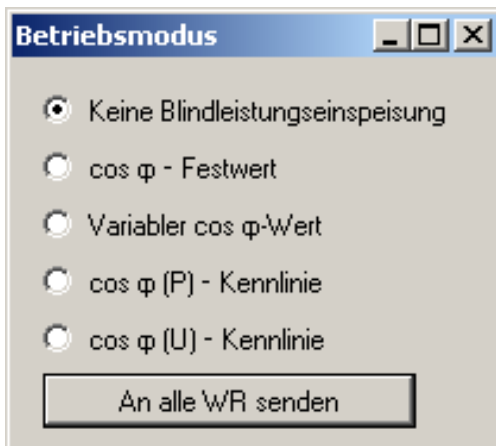 Betriebsmodus
Keine Blindleistungseinspeisung
cos φ - Festwert
Variabler cos φ-Wert
cos φ (P) - Kennlinie
cos φ (U) - Kennlinie
An alle WR senden